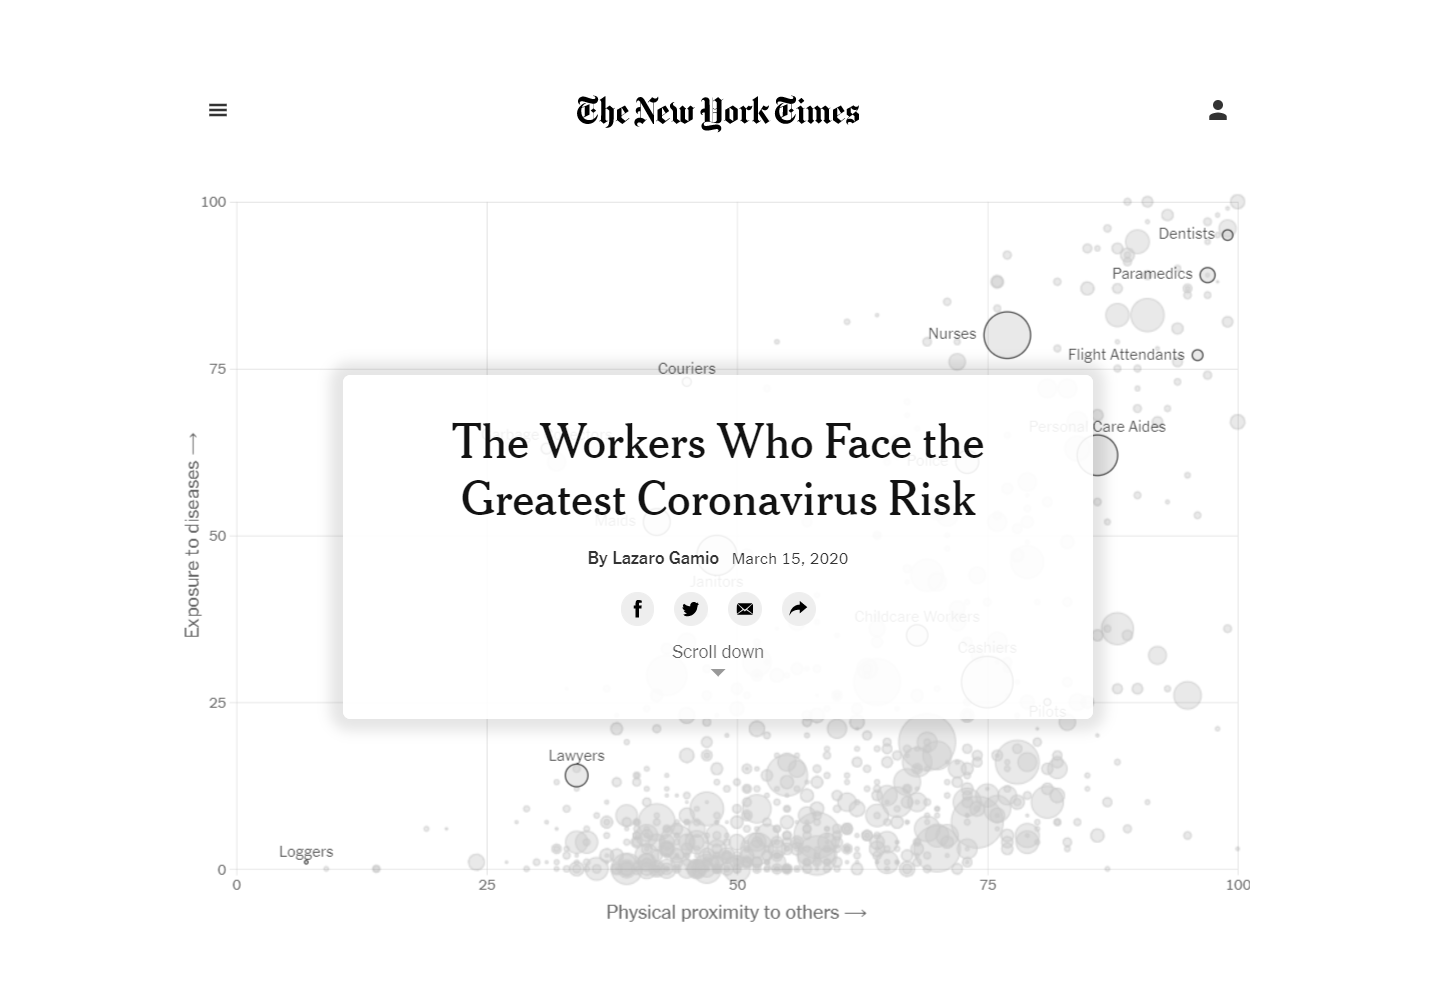 The New York Times
100
Dentists
Paramedics
Nurses
Flight Attendants
75
Couriers
Personal Care Aides
The Workers Who Face the
Greatest Coronavirus Risk
Police
Maids
50
By Lazaro Gamio March 15, 2020
Janitors
Childcare Workers
Cashiers
Scroll down
25
Pilots
Lawyers
Loggers
0
0
25
50
75
100
Exposure to diseases →
Physical proximity to others →